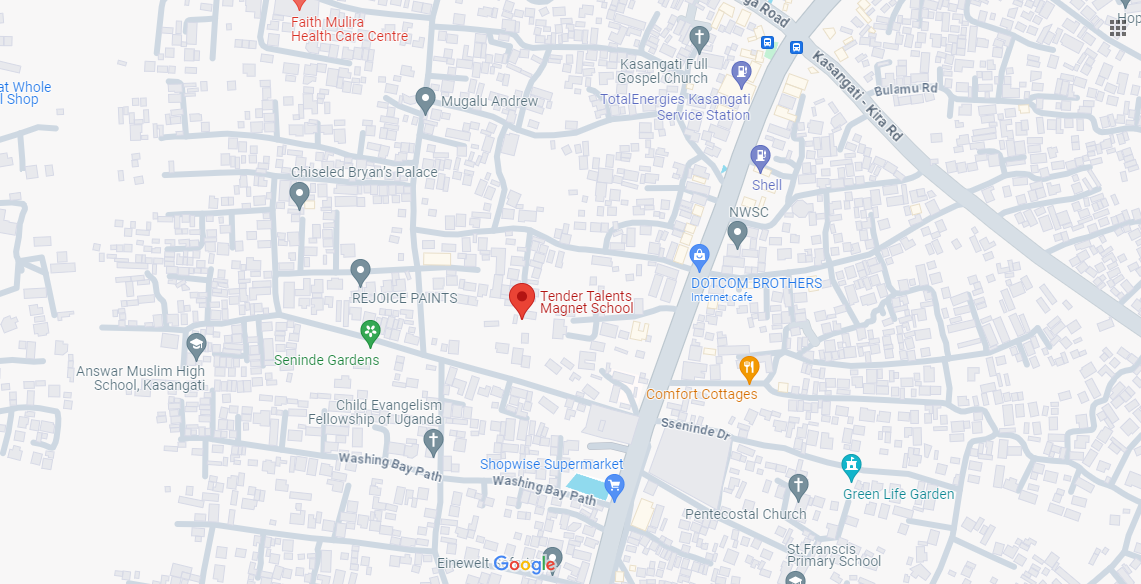 Faith Mulira
Health Care Centre
ga Road
Hop
Kasangati Full
Gospel Church
Kasangati - Kira Rd
at Whole
l Shop
Bulamu Rd
Mugalu Andrew
TotalEnergies Kasangati
Service Station
Chiseled Bryan's Palace
Shell
NWSC
DOTCOM BROTHERS
Internet cafe
REJOICE PAINTS
Tender Talents
Magnet School
Seninde Gardens
Answar Muslim High
School, Kasangati
Comfort Cottages
Child Evangelism
Fellowship of Uganda
Sseninde Dr
Washing Bay Path
Shopwise Supermarket
Washing Bay Path
Green Life Garden
Pentecostal Church
St.Franscis
Primary School
Einewelt
Google